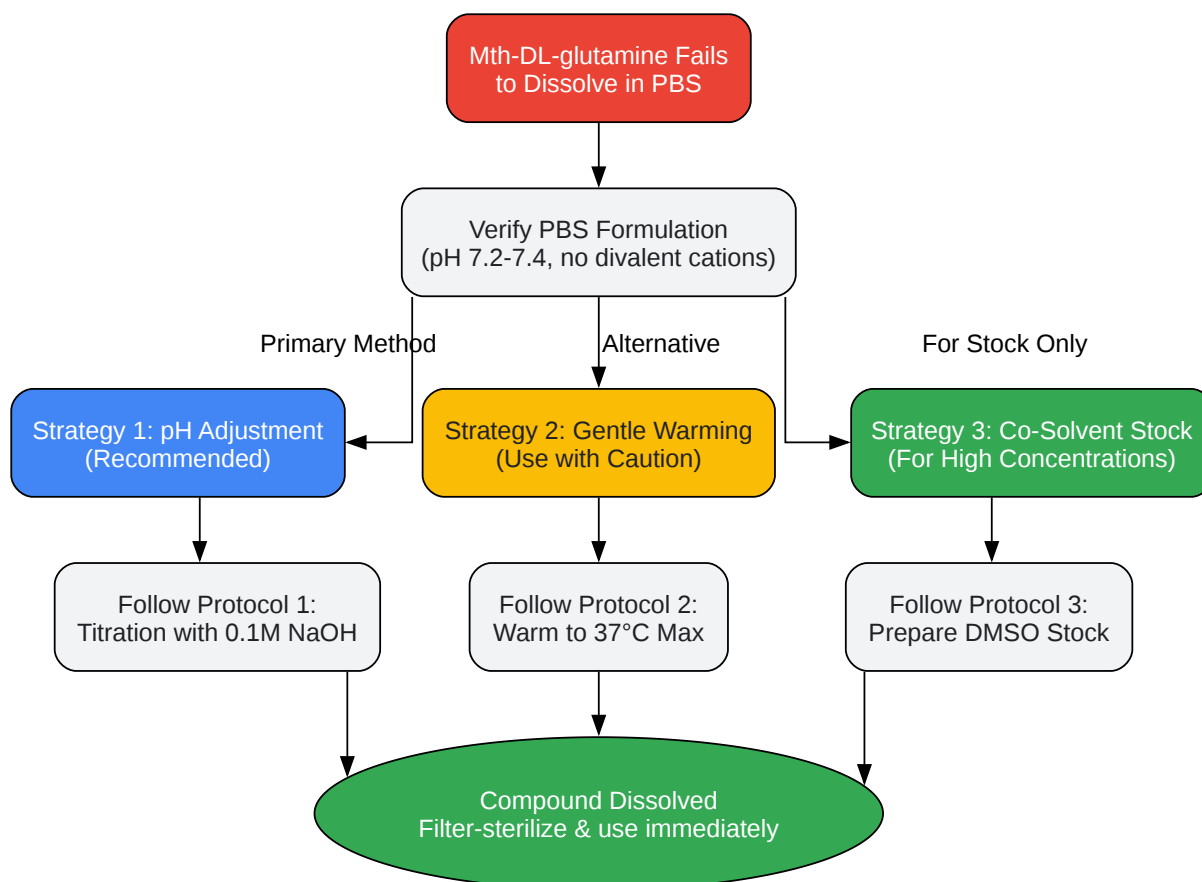 Mth-DL-glutamine Fails
to Dissolve in PBS
Verify PBS Formulation
(pH 7.2-7.4, no divalent cations)
Primary Method
Alternative
For Stock Only
Strategy 1: pH Adjustment
(Recommended)
Strategy 2: Gentle Warming
(Use with Caution)
Strategy 3: Co-Solvent Stock
(For High Concentrations)
Follow Protocol 1:
Titration with 0.1M NaOH
Follow Protocol 2:
Warm to 37°C Max
Follow Protocol 3:
Prepare DMSO Stock
Compound Dissolved
Filter-sterilize & use immediately